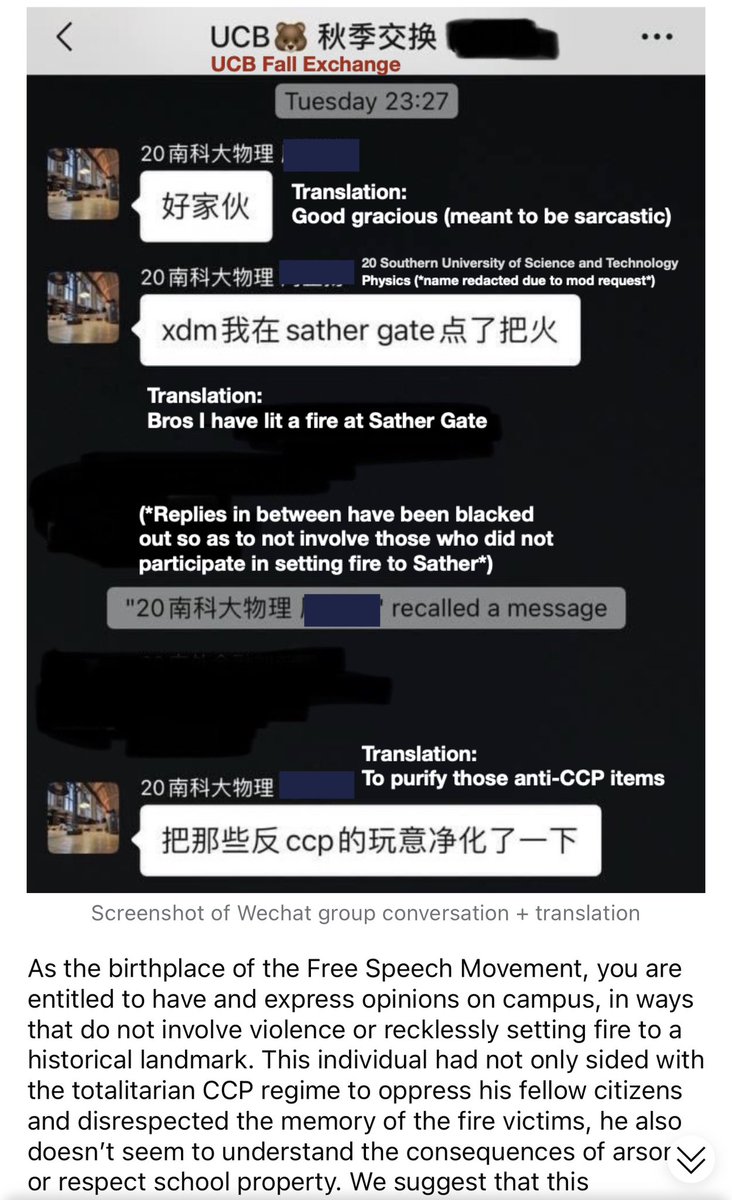 UCB🐻 秋季交换
UCB Fall Exchange
Tuesday 23:27
20南科大物理
好家伙
Translation:
Good gracious (meant to be sarcastic)
20南科大物理
20 Southern University of Science and Technology
Physics (*name redacted due to mod request*)
xdm我在sather gate点了把火
Translation:
Bros I have lit a fire at Sather Gate
(*Replies in between have been blacked
out so as to not involve those who did not
participate in setting fire to Sather*)
"20南科大物理 " recalled a message
Translation:
To purify those anti-CCP items
20南科大物理
把那些反ccp的玩意净化了一下
Screenshot of Wechat group conversation + translation
As the birthplace of the Free Speech Movement, you are
entitled to have and express opinions on campus, in ways
that do not involve violence or recklessly setting fire to a
historical landmark. This individual had not only sided with
the totalitarian CCP regime to oppress his fellow citizens
and disrespected the memory of the fire victims, he also
doesn't seem to understand the consequences of arson
or respect school property. We suggest that this